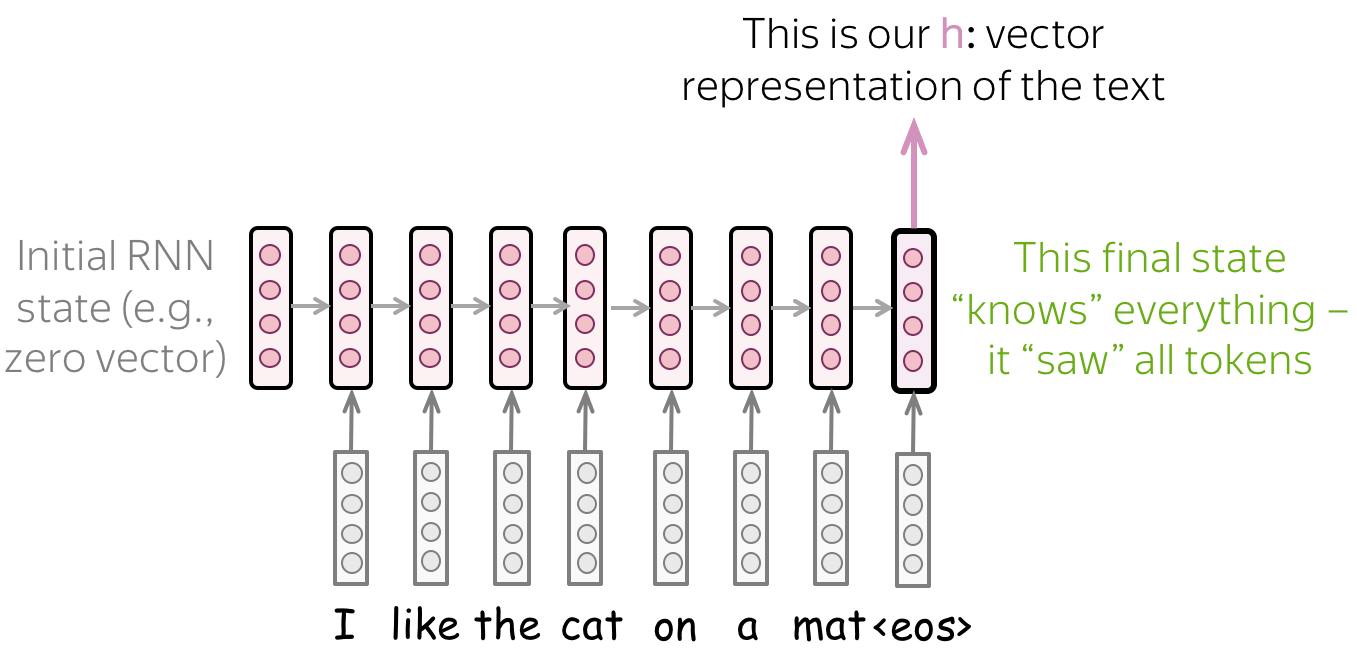 This is our h: vector
representation of the text
Initial RNN
state (e.g.,
zero vector)
This final state
“knows” everything –
it “saw” all tokens
I like the cat on a mat <eos>